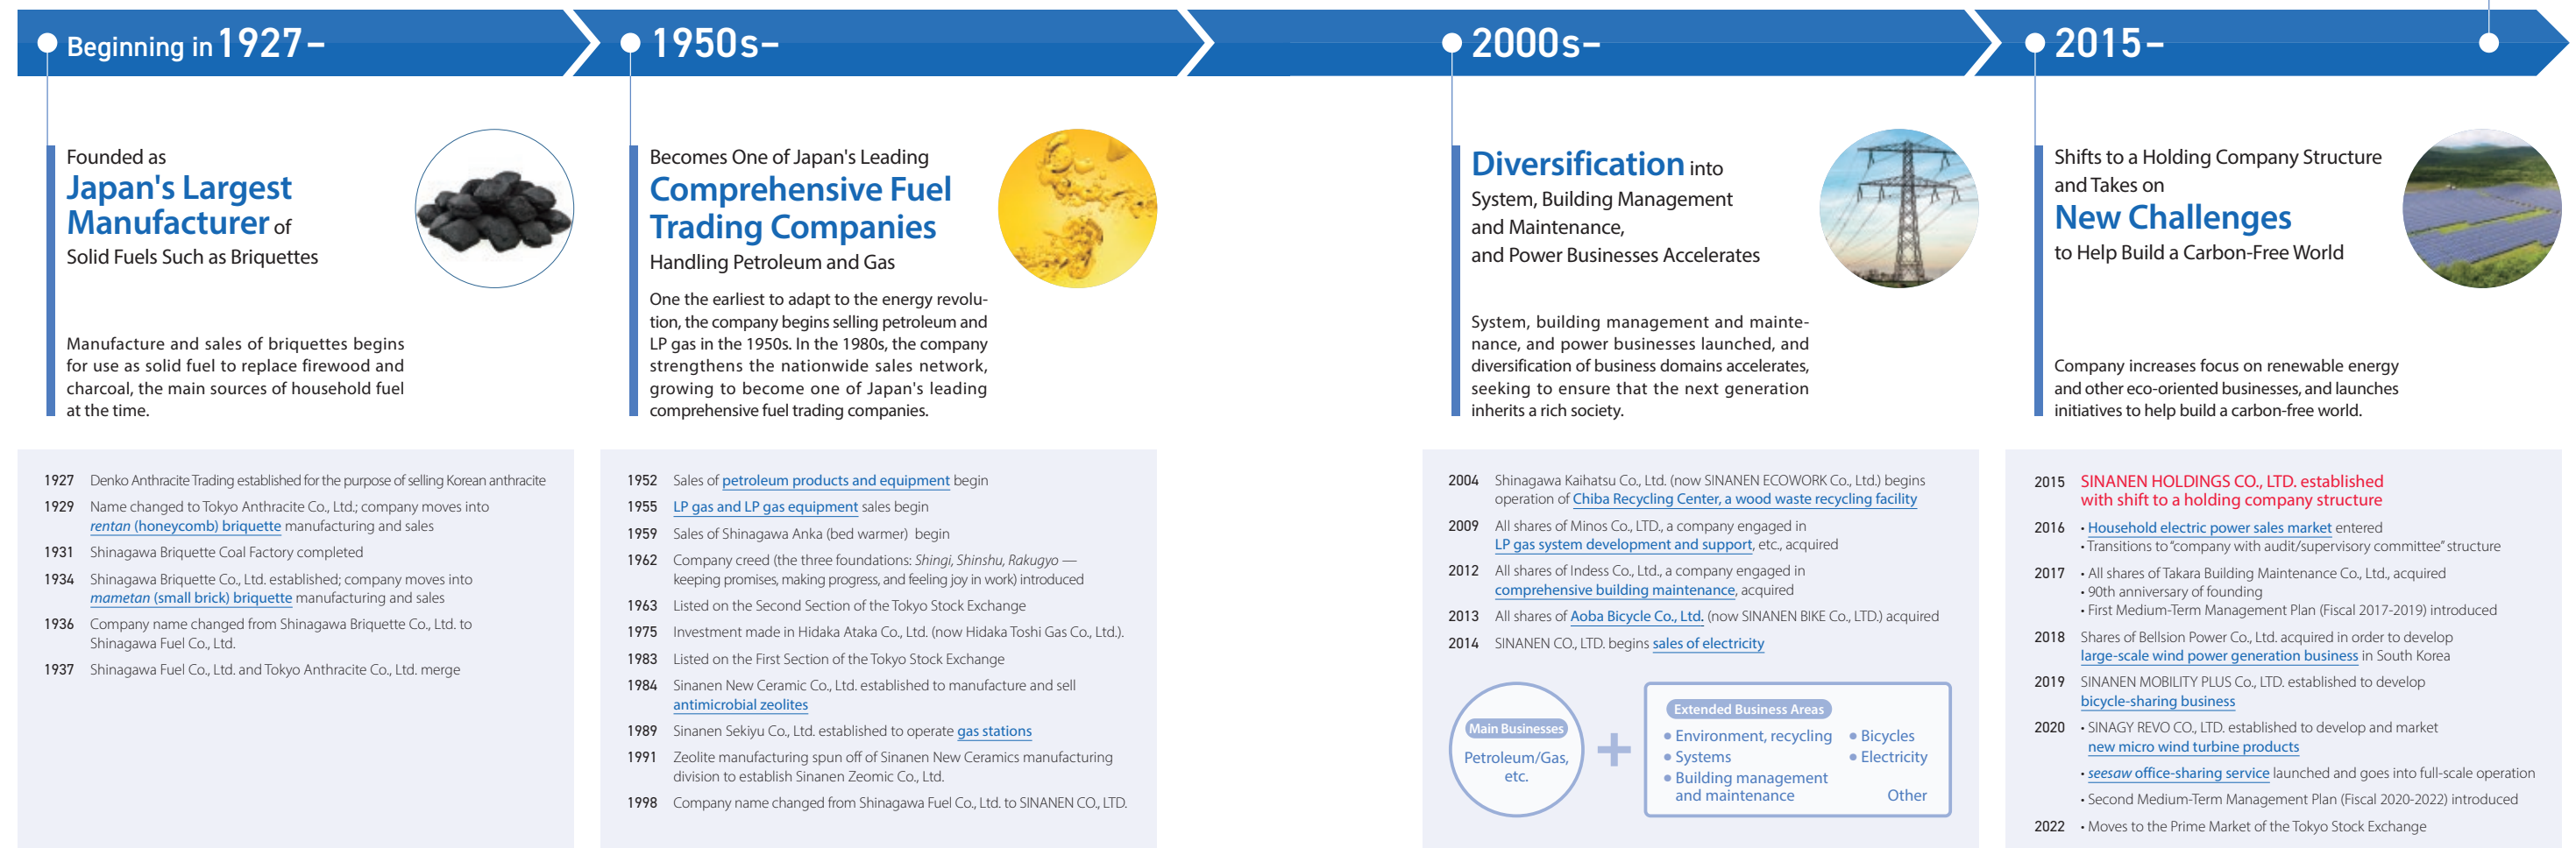 Beginning in 1927–
Founded as
Japan's Largest
Manufacturer of
Solid Fuels Such as Briquettes
Manufacture and sales of briquettes begins
for use as solid fuel to replace firewood and
charcoal, the main sources of household fuel
at the time.
1927 Denko Anthracite Trading established for the purpose of selling Korean anthracite
1929 Name changed to Tokyo Anthracite Co., Ltd.; company moves into
rentan (honeycomb) briquette manufacturing and sales
1931 Shinagawa Briquette Coal Factory completed
1934 Shinagawa Briquette Co., Ltd. established; company moves into
mametan (small brick) briquette manufacturing and sales
1936 Company name changed from Shinagawa Briquette Co., Ltd. to
Shinagawa Fuel Co., Ltd.
1937 Shinagawa Fuel Co., Ltd. and Tokyo Anthracite Co., Ltd. merge
1950s–
Becomes One of Japan's Leading
Comprehensive Fuel
Trading Companies
Handling Petroleum and Gas
One the earliest to adapt to the energy revolu-
tion, the company begins selling petroleum and
LP gas in the 1950s. In the 1980s, the company
strengthens the nationwide sales network,
growing to become one of Japan's leading
comprehensive fuel trading companies.
1952 Sales of petroleum products and equipment begin
1955 LP gas and LP gas equipment sales begin
1959 Sales of Shinagawa Anka (bed warmer) begin
1962 Company creed (the three foundations: Shingi, Shinshu, Rakugyo —
keeping promises, making progress, and feeling joy in work) introduced
1963 Listed on the Second Section of the Tokyo Stock Exchange
1975 Investment made in Hidaka Ataka Co., Ltd. (now Hidaka Toshi Gas Co., Ltd.).
1983 Listed on the First Section of the Tokyo Stock Exchange
1984 Sinanen New Ceramic Co., Ltd. established to manufacture and sell
antimicrobial zeolites
1989 Sinanen Sekiyu Co., Ltd. established to operate gas stations
1991 Zeolite manufacturing spun off of Sinanen New Ceramics manufacturing
division to establish Sinanen Zeomic Co., Ltd.
1998 Company name changed from Shinagawa Fuel Co., Ltd. to SINANEN CO., LTD.
2000s–
Diversification into
System, Building Management
and Maintenance,
and Power Businesses Accelerates
System, building management and mainte-
nance, and power businesses launched, and
diversification of business domains accelerates,
seeking to ensure that the next generation
inherits a rich society.
2004 Shinagawa Kaihatsu Co., Ltd. (now SINANEN ECOWORK Co., Ltd.) begins
operation of Chiba Recycling Center, a wood waste recycling facility
2009 All shares of Minos Co., LTD., a company engaged in
LP gas system development and support, etc., acquired
2012 All shares of Indess Co., Ltd., a company engaged in
comprehensive building maintenance, acquired
2013 All shares of Aoba Bicycle Co., Ltd. (now SINANEN BIKE Co., LTD.) acquired
2014 SINANEN CO., LTD. begins sales of electricity
Main Businesses
Petroleum/Gas,
etc.
+
Extended Business Areas
• Environment, recycling
• Systems
• Building management
and maintenance
• Bicycles
• Electricity
Other
2015–
Shifts to a Holding Company Structure
and Takes on
New Challenges
to Help Build a Carbon-Free World
Company increases focus on renewable energy
and other eco-oriented businesses, and launches
initiatives to help build a carbon-free world.
2015 SINANEN HOLDINGS CO., LTD. established
with shift to a holding company structure
2016 • Household electric power sales market entered
• Transitions to “company with audit/supervisory committee” structure
2017 • All shares of Takara Building Maintenance Co., Ltd., acquired
• 90th anniversary of founding
• First Medium-Term Management Plan (Fiscal 2017-2019) introduced
2018 Shares of Bellsion Power Co., Ltd. acquired in order to develop
large-scale wind power generation business in South Korea
2019 SINANEN MOBILITY PLUS Co., LTD. established to develop
bicycle-sharing business
2020 • SINAGY REVO CO., LTD. established to develop and market
new micro wind turbine products
• seesaw office-sharing service launched and goes into full-scale operation
• Second Medium-Term Management Plan (Fiscal 2020-2022) introduced
2022 • Moves to the Prime Market of the Tokyo Stock Exchange